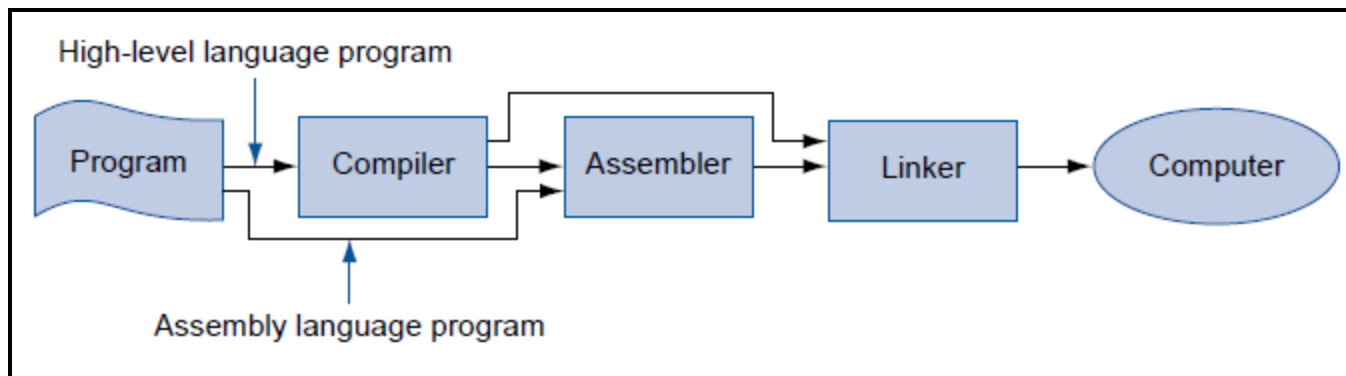 High-level language program
Program
Compiler
Assembler
Linker
Computer
Assembly language program